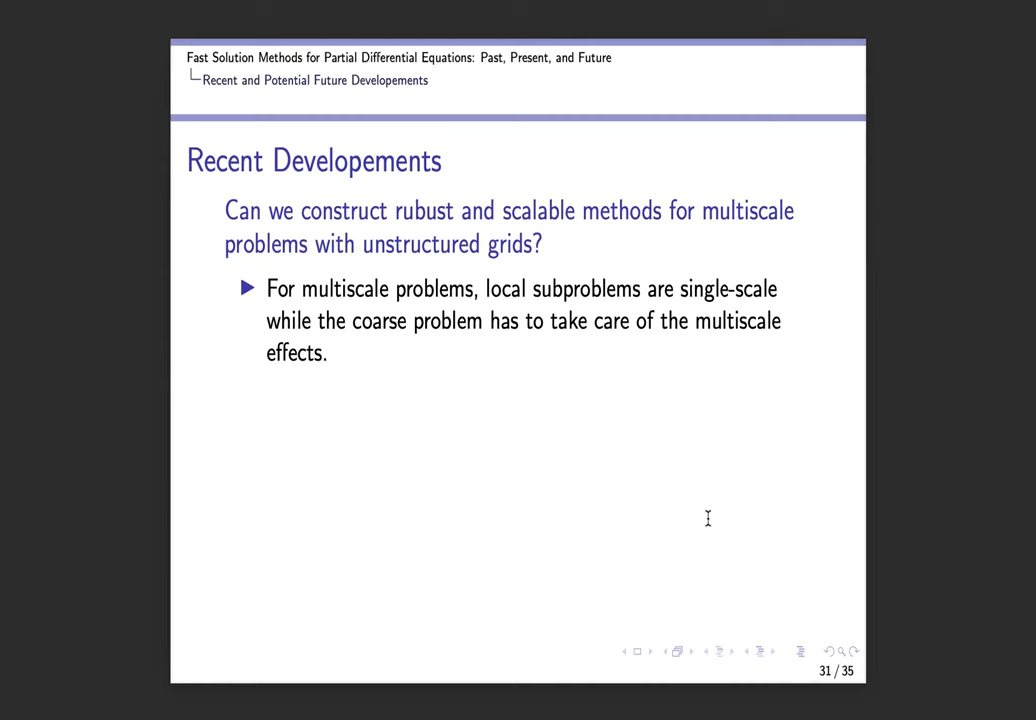 Fast Solution Methods for Partial Differential Equations: Past, Present, and Future
Recent and Potential Future Developments
Recent Developements
Can we construct rubust and scalable methods for multiscale
problems with unstructured grids?
For multiscale problems, local subproblems are single-scale
while the coarse problem has to take care of the multiscale
effects.
31 / 35